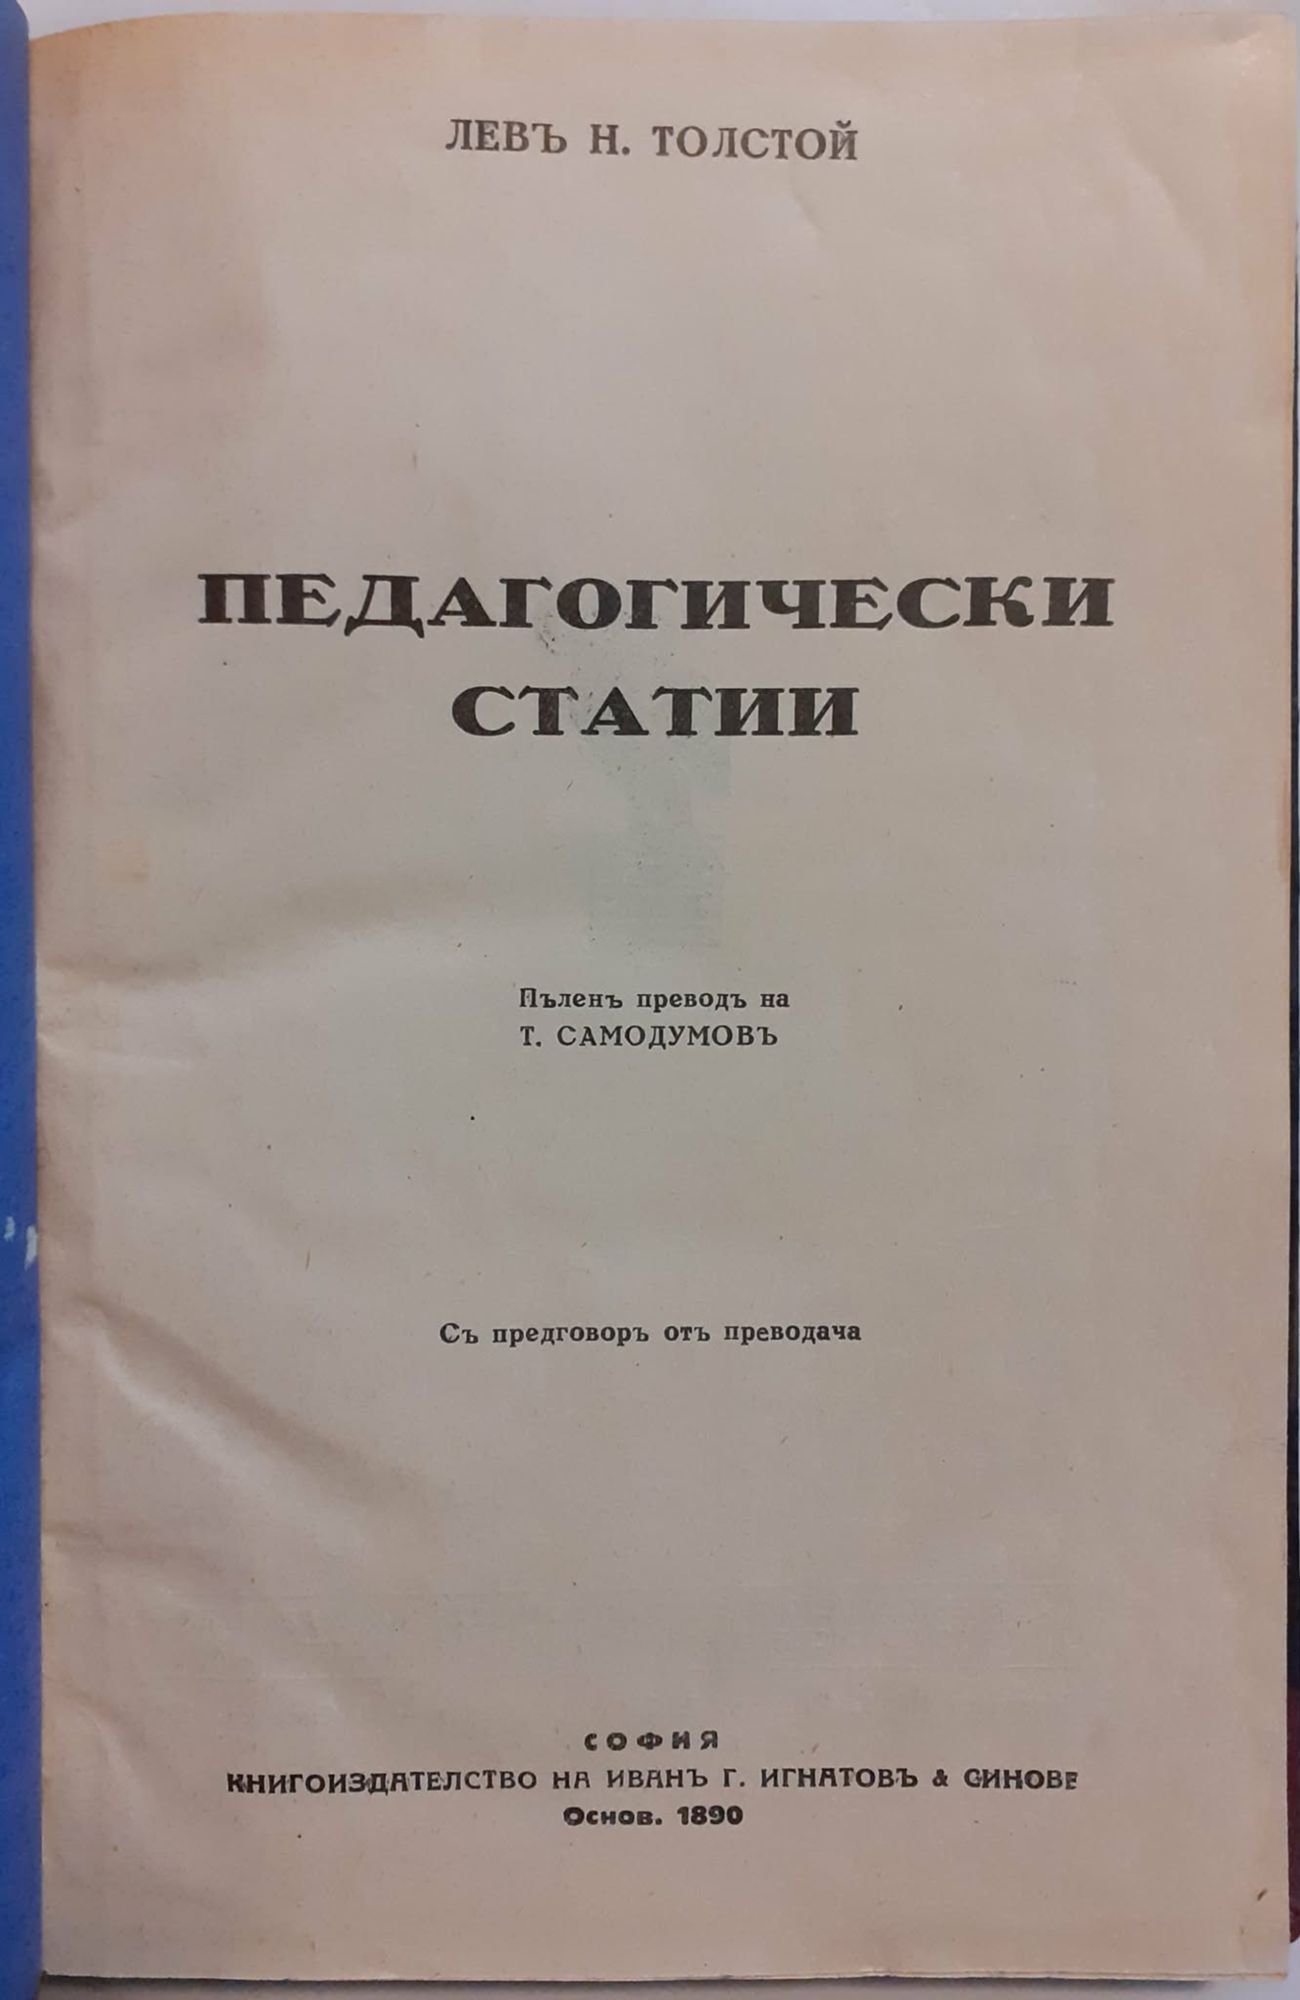 ЛЕВЪ Н. ТОЛСТОЙ
ПЕДАГОГИЧЕСКИ
СТАТИИ
Пъленъ преводъ на
Т. САМОДУМОВЪ
Съ предговоръ отъ преводача
СОФИЯ
КНИГОИЗДАТЕЛСТВО НА ИВАНЪ Г. ИГНАТОВЪ & СИНОВЕ
Основ. 1890